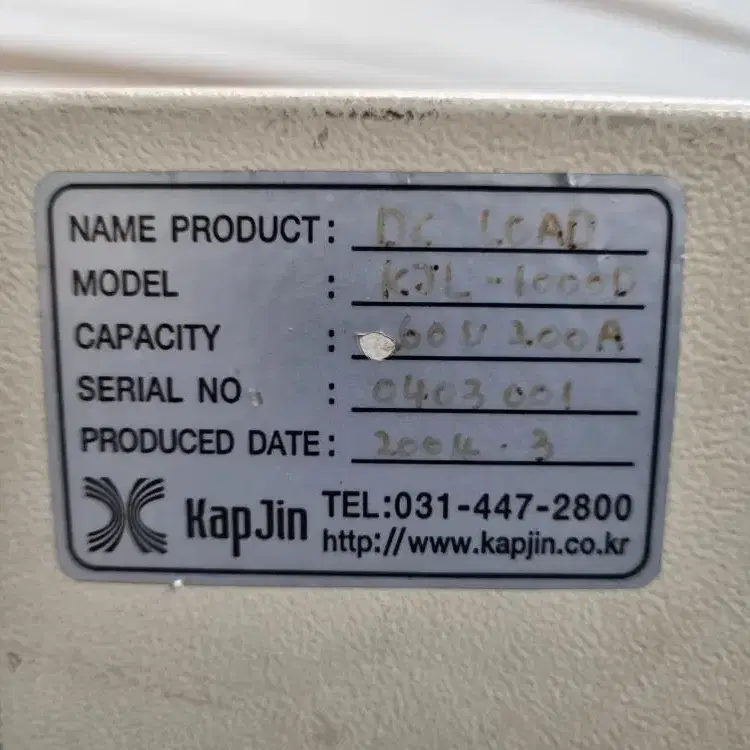 NAME PRODUCT: DC LOAD
MODEL : KJL-1000D
CAPACITY : 60V 200A
SERIAL NO : 0403001
PRODUCED DATE: 2004.3
KapJin TEL:031-447-2800
http://www.kapjin.co.kr